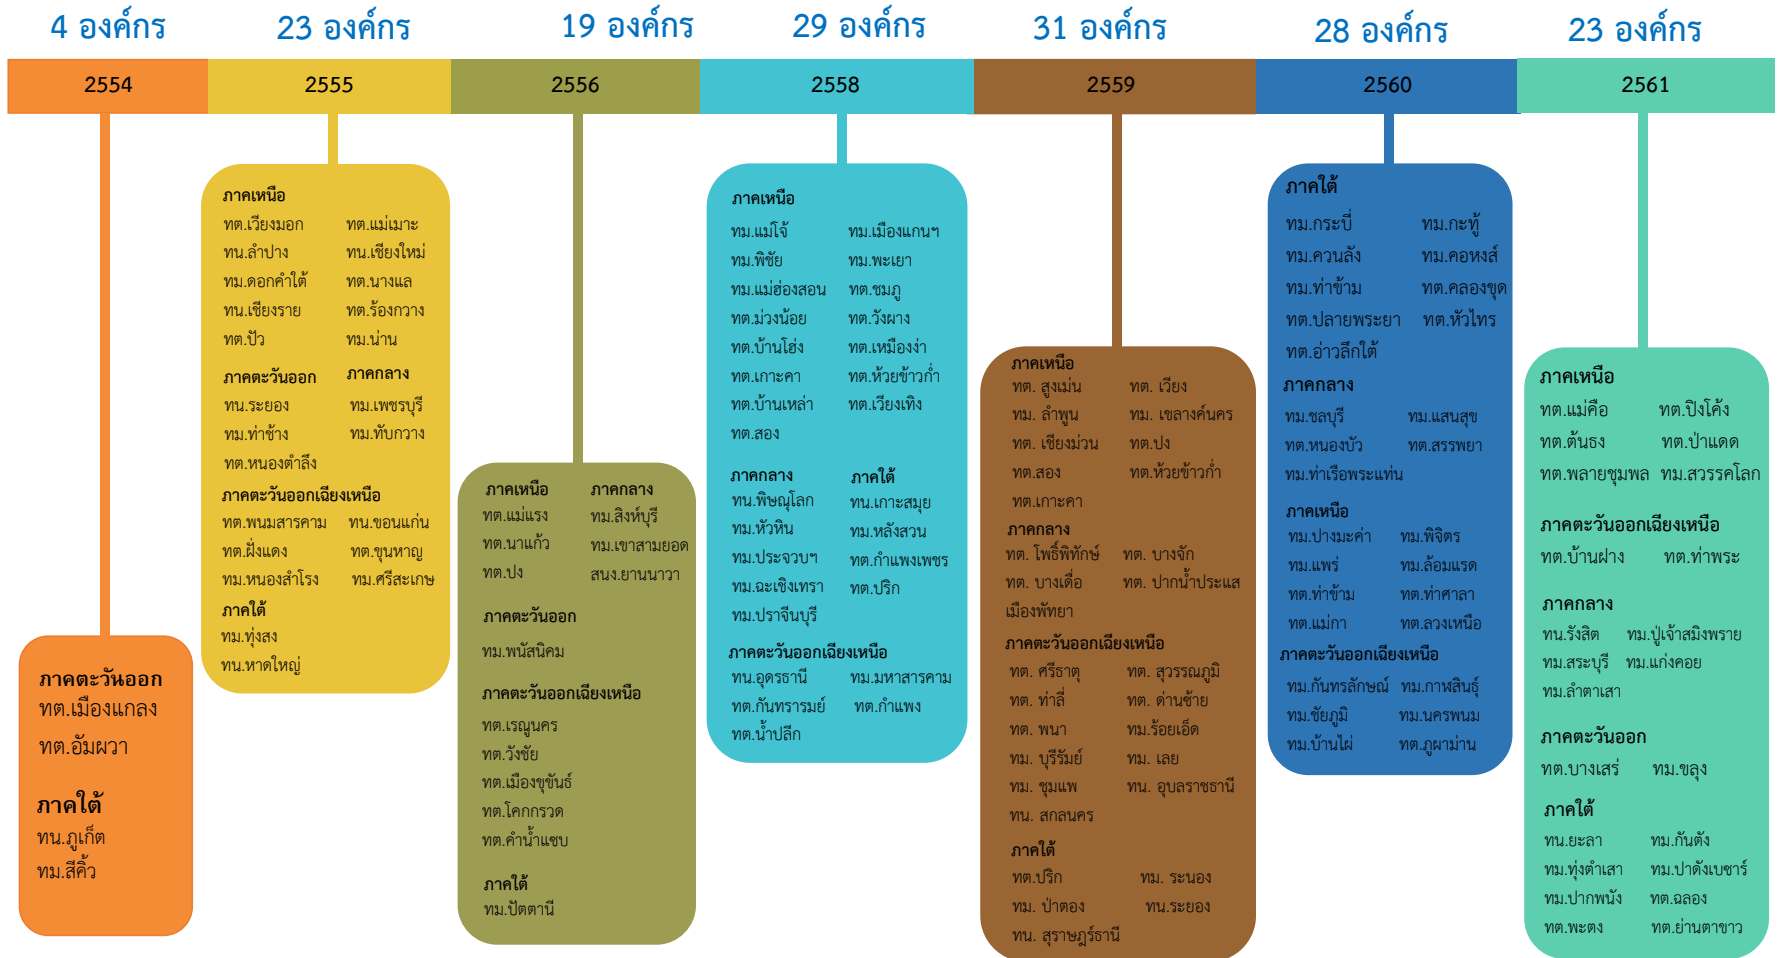 4 องค์กร
23 องค์กร
19 องค์กร
29 องค์กร
31 องค์กร
28 องค์กร
23 องค์กร
2554
2555
2556
2558
2559
2560
2561
ภาคตะวันออก
ทต.เมืองแกลง
ทต.อัมผวา
ภาคใต้
ทน.ภูเก็ต
ทม.สีคิ้ว
ภาคเหนือ
ทต.เวียงมอก ทต.แม่เมาะ
ทน.ลำปาง ทน.เชียงใหม่
ทม.ดอกคำใต้ ทต.นางแล
ทน.เชียงราย ทต.ร้องกวาง
ทต.ปัว ทม.น่าน
ภาคตะวันออก ภาคกลาง
ทน.ระยอง ทม.เพชรบุรี
ทม.ท่าช้าง ทม.ทับกวาง
ทต.หนองตำลึง
ภาคตะวันออกเฉียงเหนือ
ทต.พนมสารคาม ทน.ขอนแก่น
ทต.ฝั่งแดง ทต.ขุนหาญ
ทม.หนองสำโรง ทม.ศรีสะเกษ
ภาคใต้
ทม.ทุ่งสง
ทน.หาดใหญ่
ภาคเหนือ ภาคกลาง
ทต.แม่แรง ทม.สิงห์บุรี
ทต.นาแก้ว ทม.เขาสามยอด
ทต.ปง สนง.ยานนาวา
ภาคตะวันออก
ทม.พนัสนิคม
ภาคตะวันออกเฉียงเหนือ
ทต.เรณูนคร
ทต.วังชัย
ทต.เมืองขุขันธ์
ทต.โคกกรวด
ทต.คำน้ำแซบ
ภาคใต้
ทม.ปัตตานี
ภาคเหนือ
ทม.แม่โจ้ ทม.เมืองแกนฯ
ทม.พิชัย ทม.พะเยา
ทม.แม่ฮ่องสอน ทต.ชมภู
ทต.ม่วงน้อย ทต.วังผาง
ทต.บ้านโฮ่ง ทต.เหมืองง่า
ทต.เกาะคา ทต.ห้วยข้าวก่ำ
ทต.บ้านเหล่า ทต.เวียงเทิง
ทต.สอง
ภาคกลาง ภาคใต้
ทน.พิษณุโลก ทน.เกาะสมุย
ทม.หัวหิน ทม.หลังสวน
ทม.ประจวบฯ ทต.กำแพงเพชร
ทม.ฉะเชิงเทรา ทต.ปริก
ทม.ปราจีนบุรี
ภาคตะวันออกเฉียงเหนือ
ทน.อุดรธานี ทม.มหาสารคาม
ทต.กันทรารมย์ ทต.กำแพง
ทต.น้ำปลีก
ภาคเหนือ
ทต. สูงเม่น ทต. เวียง
ทม. ลำพูน ทม. เขลางค์นคร
ทต. เชียงม่วน ทต.ปง
ทต.สอง ทต.ห้วยข้าวก่ำ
ทต.เกาะคา
ภาคกลาง
ทต. โพธิ์พิทักษ์ ทต. บางจัก
ทต. บางเดื่อ ทต. ปากน้ำประแส
เมืองพัทยา
ภาคตะวันออกเฉียงเหนือ
ทต. ศรีธาตุ ทต. สุวรรณภูมิ
ทต. ท่าลี่ ทต. ด่านซ้าย
ทต. พนา ทม.ร้อยเอ็ด
ทม. บุรีรัมย์ ทม. เลย
ทม. ชุมแพ ทน. อุบลราชธานี
ทน. สกลนคร
ภาคใต้
ทต.ปริก ทม. ระนอง
ทม. ป่าตอง ทน.ระยอง
ทน. สุราษฎร์ธานี
ภาคใต้
ทม.กระบี่ ทม.กะทู้
ทม.ควนลัง ทม.คอหงส์
ทม.ท่าข้าม ทต.คลองขุด
ทต.ปลายพระยา ทต.หัวไทร
ทต.อ่าวลึกใต้
ภาคกลาง
ทม.ชลบุรี ทม.แสนสุข
ทต.หนองบัว ทต.สรรพยา
ทม.ท่าเรือพระแท่น
ภาคเหนือ
ทม.ปางมะค่า ทม.พิจิตร
ทม.แพร่ ทม.ล้อมแรด
ทต.ท่าข้าม ทต.ท่าศาลา
ทต.แม่กา ทต.ลวงเหนือ
ภาคตะวันออกเฉียงเหนือ
ทม.กันทรลักษณ์ ทม.กาฬสินธุ์
ทม.ชัยภูมิ ทม.นครพนม
ทม.บ้านไผ่ ทต.ภูผาม่าน
ภาคเหนือ
ทต.แม่คือ ทต.ปิงโค้ง
ทต.ต้นธง ทต.ป่าแดด
ทต.พลายชุมพล ทม.สวรรคโลก
ภาคตะวันออกเฉียงเหนือ
ทต.บ้านฝาง ทต.ท่าพระ
ภาคกลาง
ทน.รังสิต ทม.ปู่เจ้าสมิงพราย
ทม.สระบุรี ทม.แก่งคอย
ทม.ลำตาเสา
ภาคตะวันออก
ทต.บางเสร่ ทม.ขลุง
ภาคใต้
ทน.ยะลา ทม.กันตัง
ทม.ทุ่งตำเสา ทม.ปาดังเบซาร์
ทม.ปากพนัง ทต.ฉลอง
ทต.พะตง ทต.ย่านตาขาว